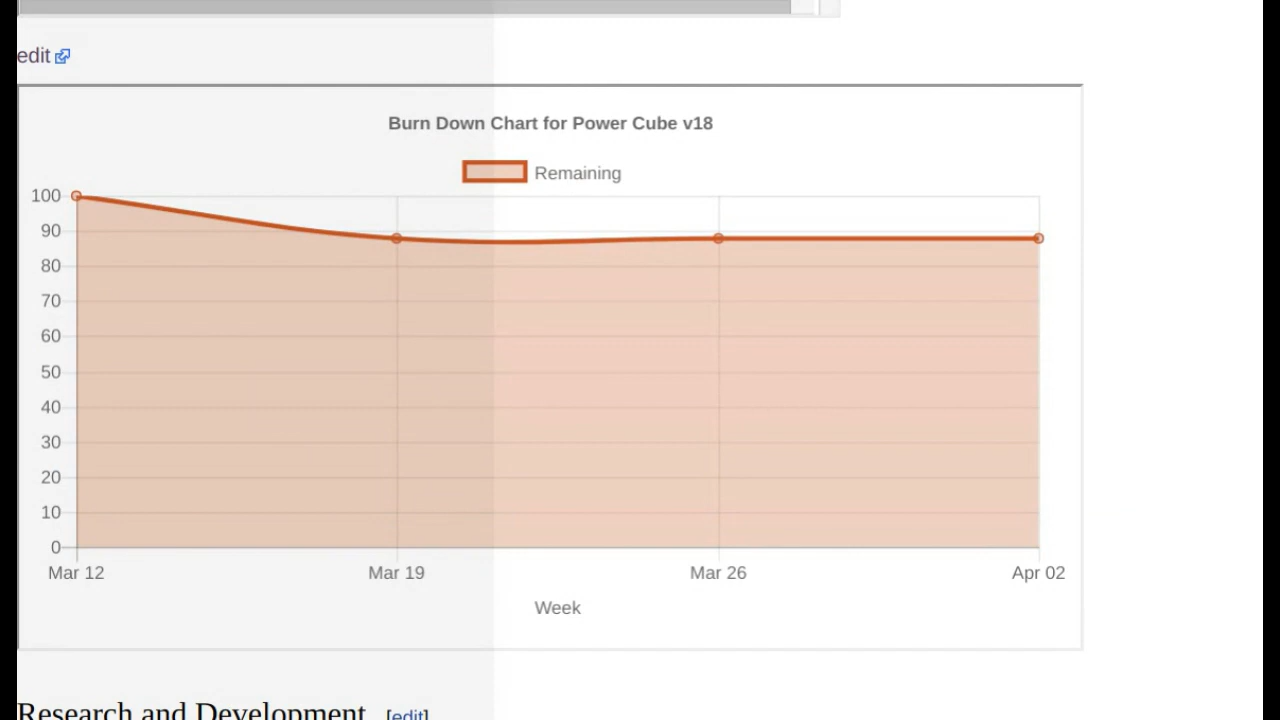 edit
Burn Down Chart for Power Cube v18
Remaining
100
90
80
70
60
50
40
30
20
10
0
Mar 12 Mar 19 Mar 26 Apr 02
Week
Research and Development [edit]